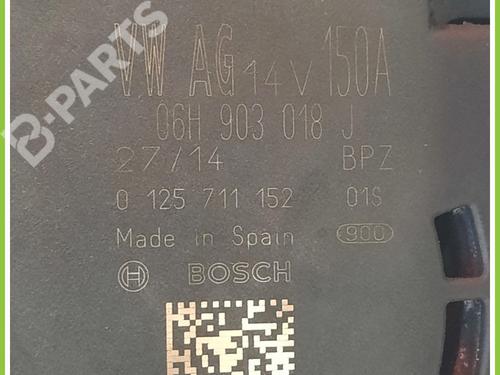 B-PARTS
VW AG 14V 150A
06H 903 018 J
27/14 BPZ
0 125 711 152 01S
Made in Spain 900
BOSCH